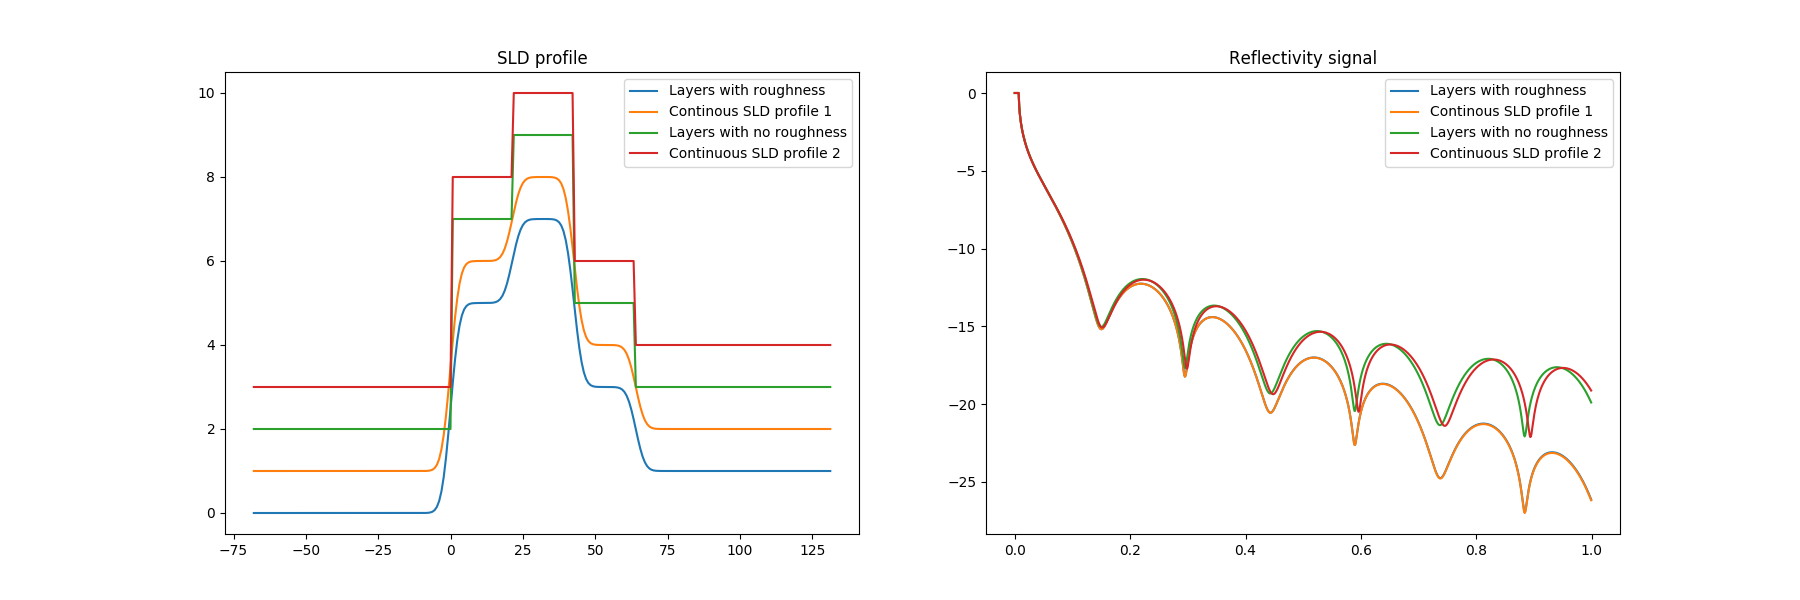 SLD profile
10
8
6
4
2
0
−75
−50
−25
0
25
50
75
100
125
Layers with roughness
Continous SLD profile 1
Layers with no roughness
Continuous SLD profile 2
Reflectivity signal
0
−5
−10
−15
−20
−25
0.0
0.2
0.4
0.6
0.8
1.0
Layers with roughness
Continous SLD profile 1
Layers with no roughness
Continuous SLD profile 2